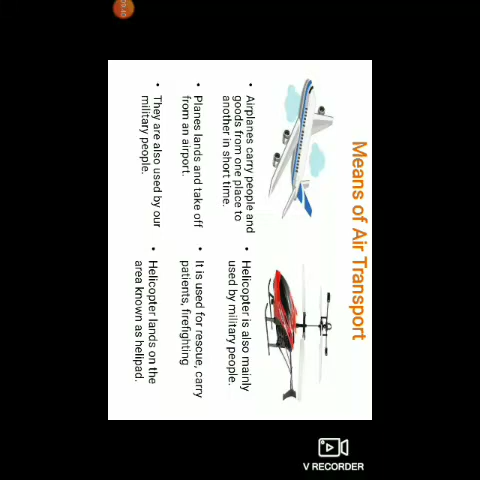 Means of Air Transport
• Airplanes carry people and
goods from one place to
another in short time.
• Planes lands and take off
from an airport.
• They are also used by our
military people.
• Helicopter is also mainly
used by military people.
• It is used for rescue, carry
patients, firefighting
• Helicopter lands on the
area known as helipad.
V RECORDER